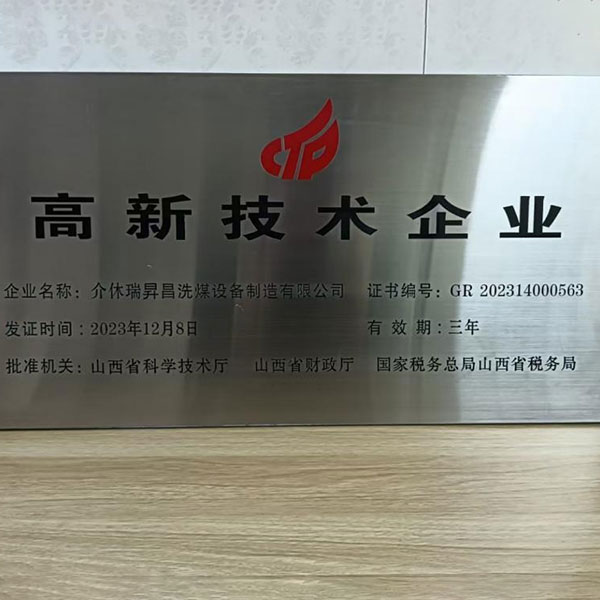 CTP
高新技术企业
企业名称：介休瑞昇昌洗煤设备制造有限公司 证书编号：GR 202314000563
发证时间：2023年12月8日 有效期：三年
批准机关：山西省科学技术厅 山西省财政厅 国家税务总局山西省税务局